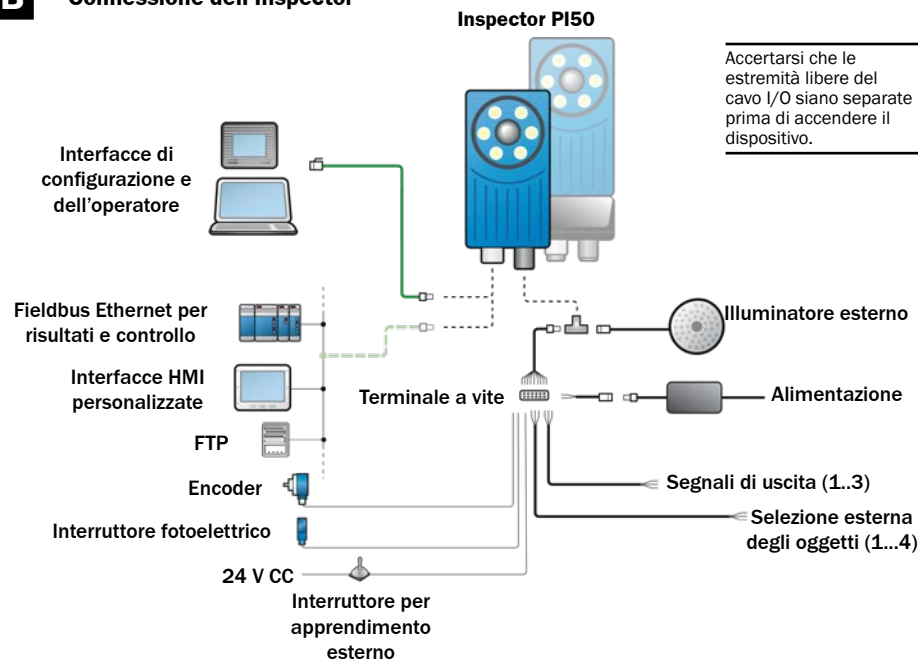 B
Connessione dell'Inspector
Inspector PI50
Accertarsi che le
estremità libere del
cavo I/O siano separate
prima di accendere il
dispositivo.
Interfacce di
configurazione e
dell'operatore
Fieldbus Ethernet per
risultati e controllo
Illuminatore esterno
Interfacce HMI
personalizzate
Terminale a vite
Alimentazione
FTP
Encoder
Segnali di uscita (1..3)
Interruttore fotoelettrico
Selezione esterna
degli oggetti (1...4)
24 V CC
Interruttore per
apprendimento
esterno